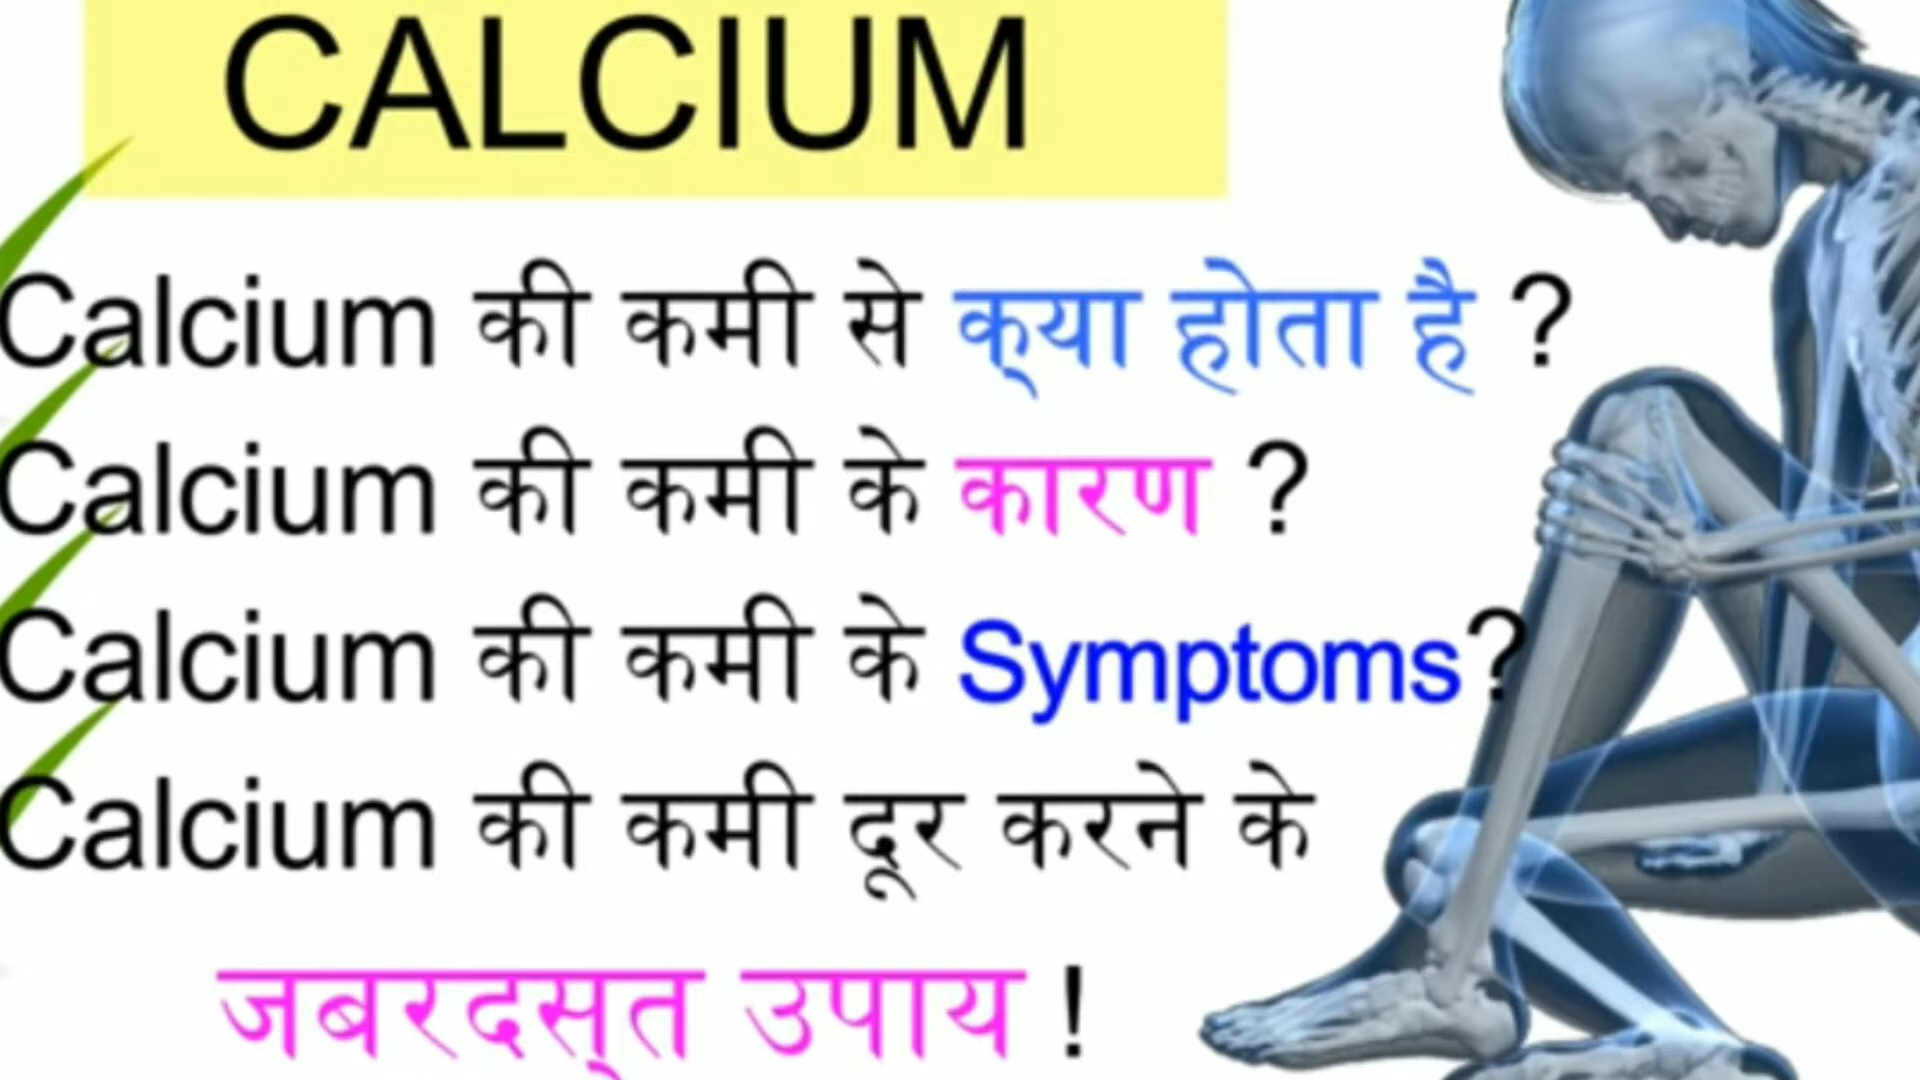 CALCIUM
Calcium की कमी से क्या होता है ?
Calcium की कमी के कारण ?
Calcium की कमी के Symptoms?
Calcium की कमी दूर करने के
जबरदस्त उपाय !